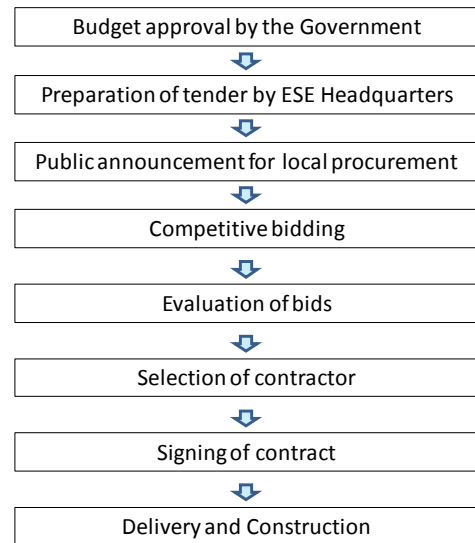 Budget approval by the Government
Preparation of tender by ESE Headquarters
Public announcement for local procurement
Competitive bidding
Evaluation of bids
Selection of contractor
Signing of contract
Delivery and Construction